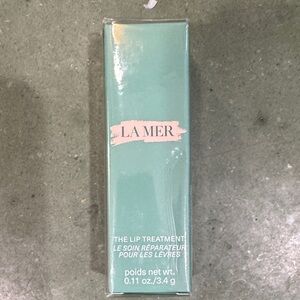 LA MER
THE LIP TREATMENT
LE SOIN RÉPARATEUR
POUR LES LÈVRES
poids net wt.
0.11 oz./3.4 g